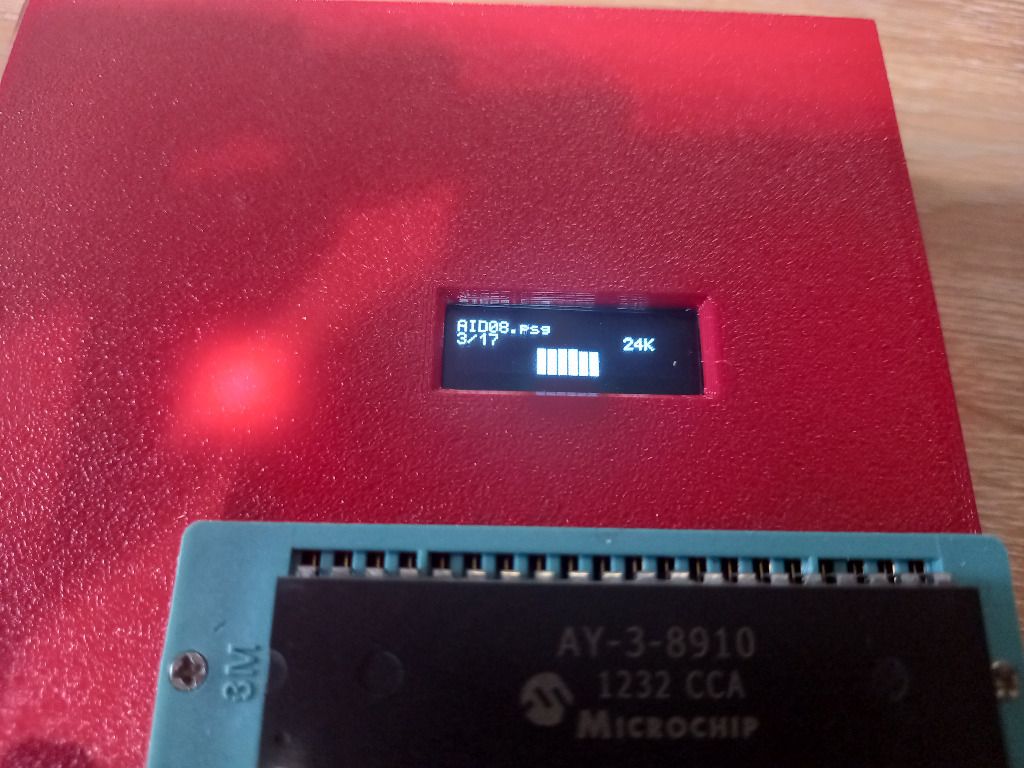 AID08.psg
3/17
24K
3M
AY-3-8910
1232 CCA
MICROCHIP